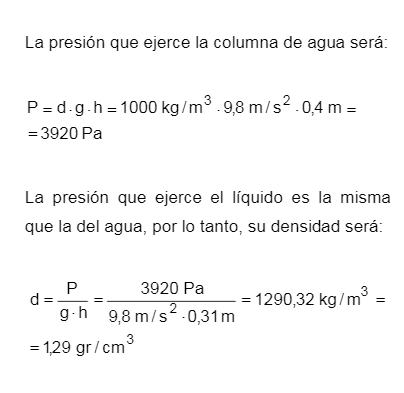 La presión que ejerce la columna de agua será:
P = d·g·h = 1000 kg/m³ · 9,8 m/s² · 0,4 m =
= 3920 Pa
La presión que ejerce el líquido es la misma
que la del agua, por lo tanto, su densidad será:
d = P / g·h = 3920 Pa / 9,8 m/s² · 0,31 m = 1290,32 kg/m³ =
= 1,29 gr/cm³